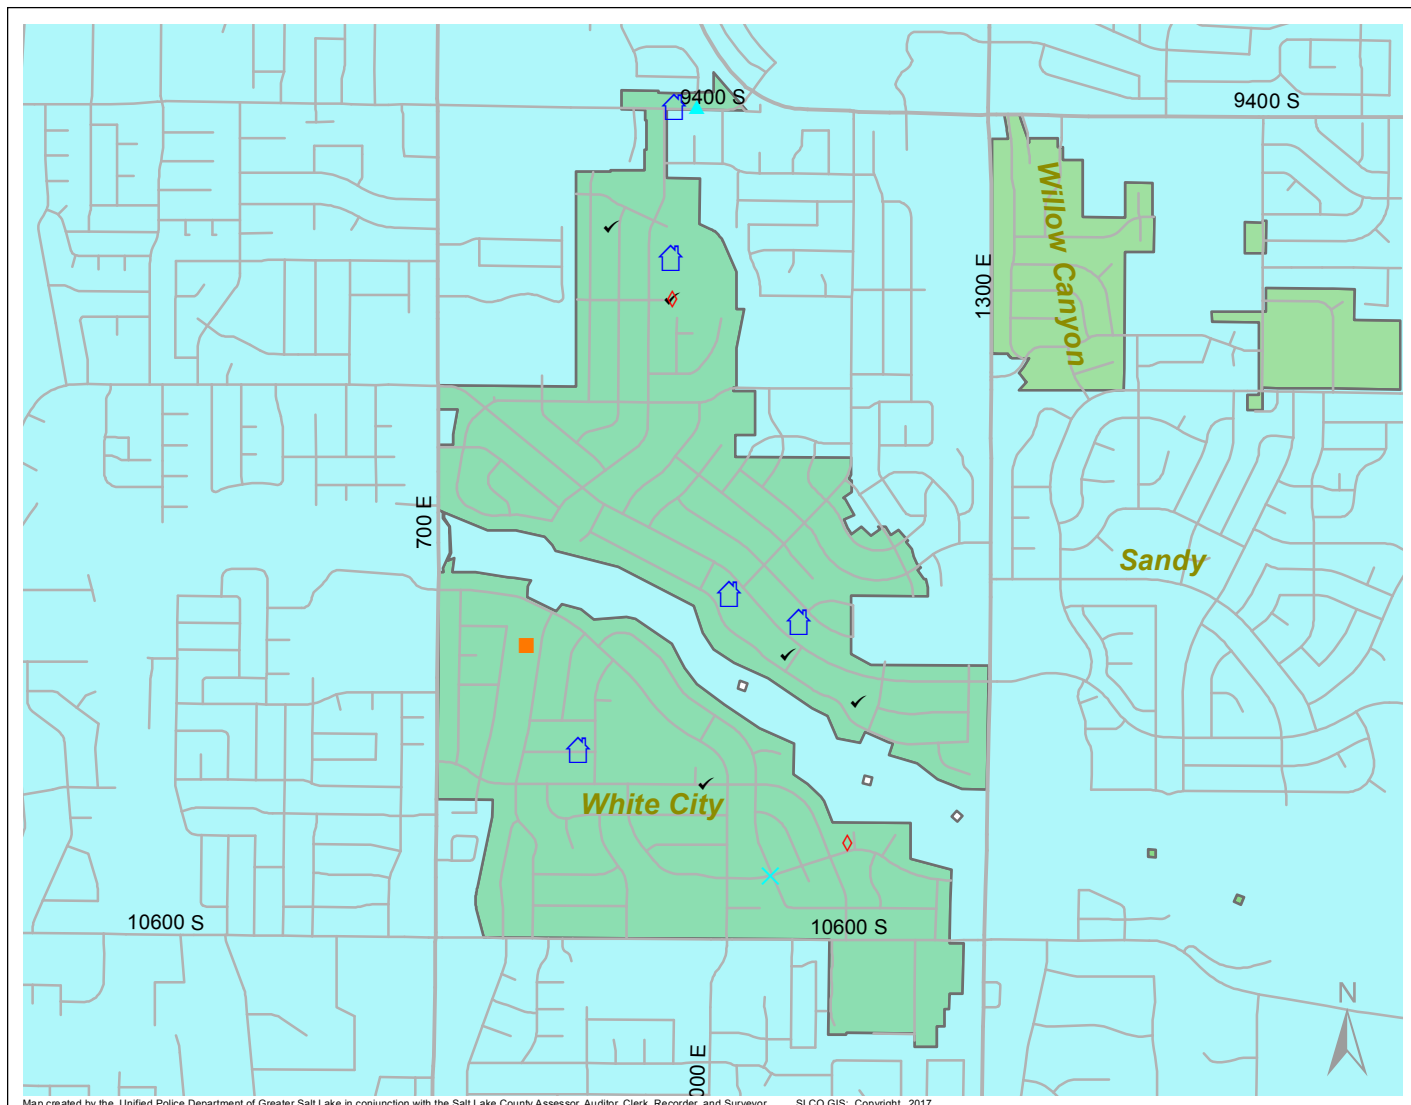 9400 S
9400 S
Willow Canyon
1300 E
700 E
Sandy
White City
10600 S
10600 S
N
000 E
Map created by the Unified Police Department of Greater Salt Lake in conjunction with the Salt Lake County Assessor, Auditor, Clerk, Recorder, and Surveyor. SLCO GIS: Copyright 2017